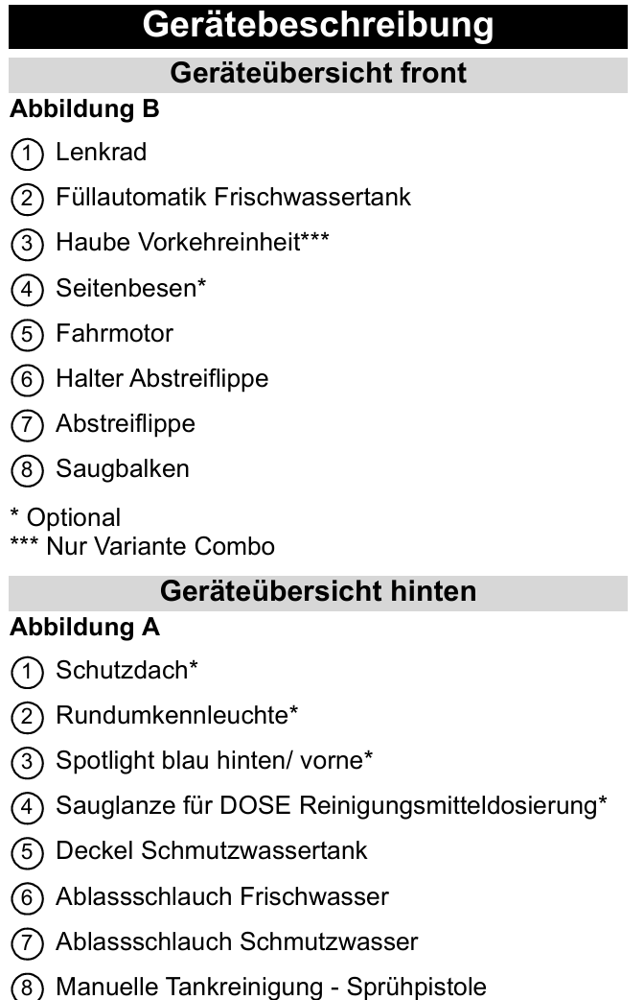 Gerätebeschreibung
Geräteübersicht front
Abbildung B
1 Lenkrad
2 Füllautomatik Frischwassertank
3 Haube Vorkehreinheit***
4 Seitenbesen*
5 Fahrmotor
6 Halter Abstreiflippe
7 Abstreiflippe
8 Saugbalken
* Optional
*** Nur Variante Combo
Geräteübersicht hinten
Abbildung A
1 Schutzdach*
2 Rundumkennleuchte*
3 Spotlight blau hinten/ vorne*
4 Sauglanze für DOSE Reinigungsmitteldosierung*
5 Deckel Schmutzwassertank
6 Ablassschlauch Frischwasser
7 Ablassschlauch Schmutzwasser
8 Manuelle Tankreinigung - Sprühpistole